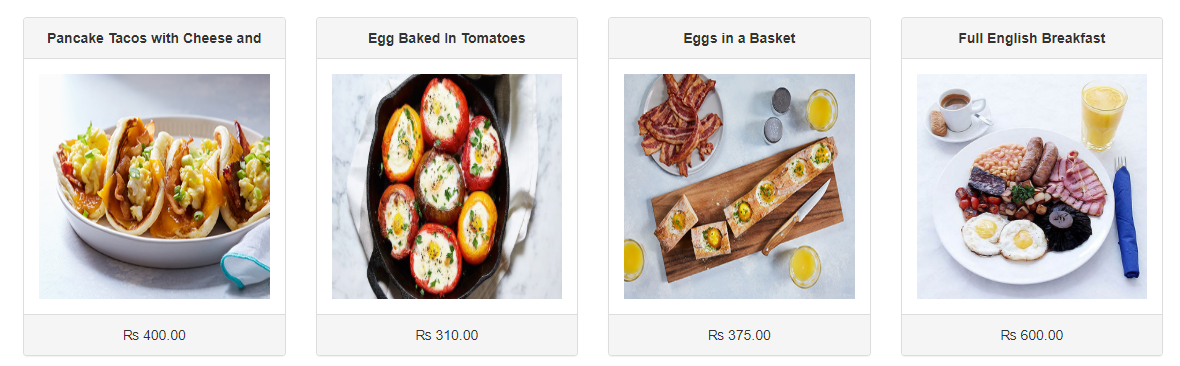 Pancake Tacos with Cheese and
Egg Baked In Tomatoes
Eggs in a Basket
Full English Breakfast
₨ 400.00
₨ 310.00
₨ 375.00
₨ 600.00